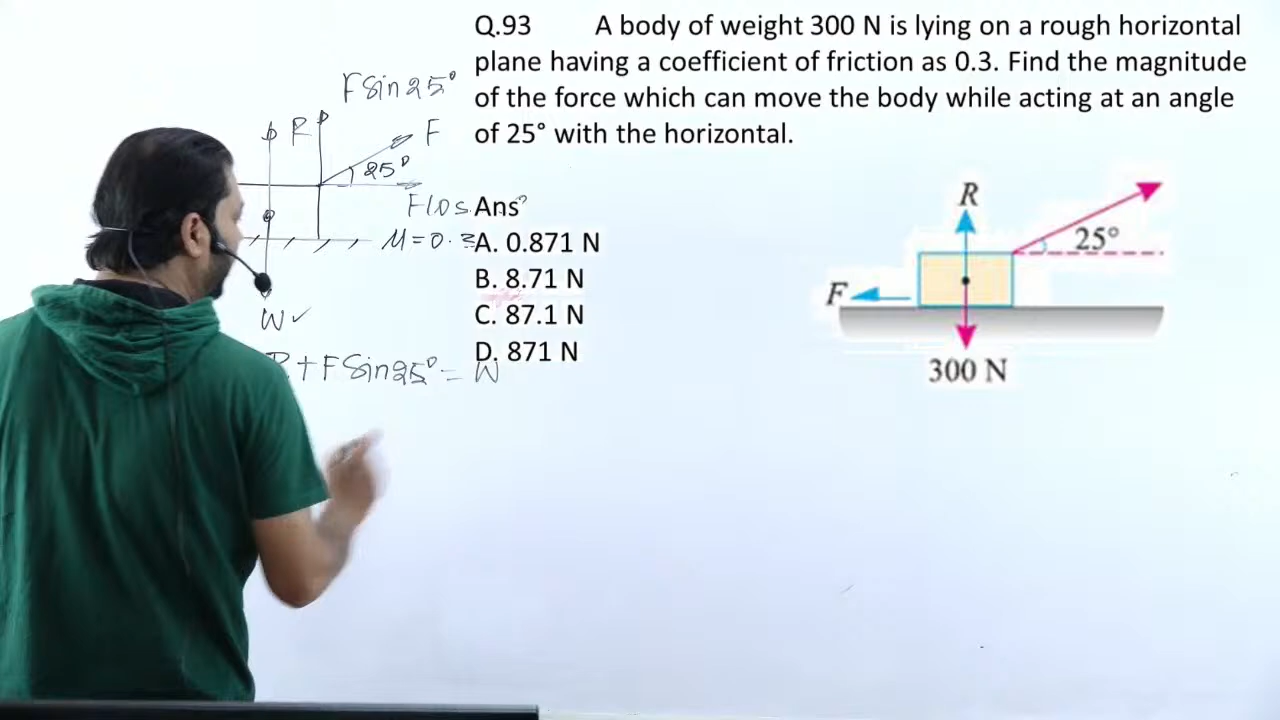 Q.93 A body of weight 300 N is lying on a rough horizontal
plane having a coefficient of friction as 0.3. Find the magnitude
of the force which can move the body while acting at an angle
of 25° with the horizontal.
F Sin 25°
R
F
25°
Ans
μ = 0.3
A. 0.871 N
B. 8.71 N
C. 87.1 N
D. 871 N
W ✓
+ F Sin 25° = W
R
25°
F
300 N